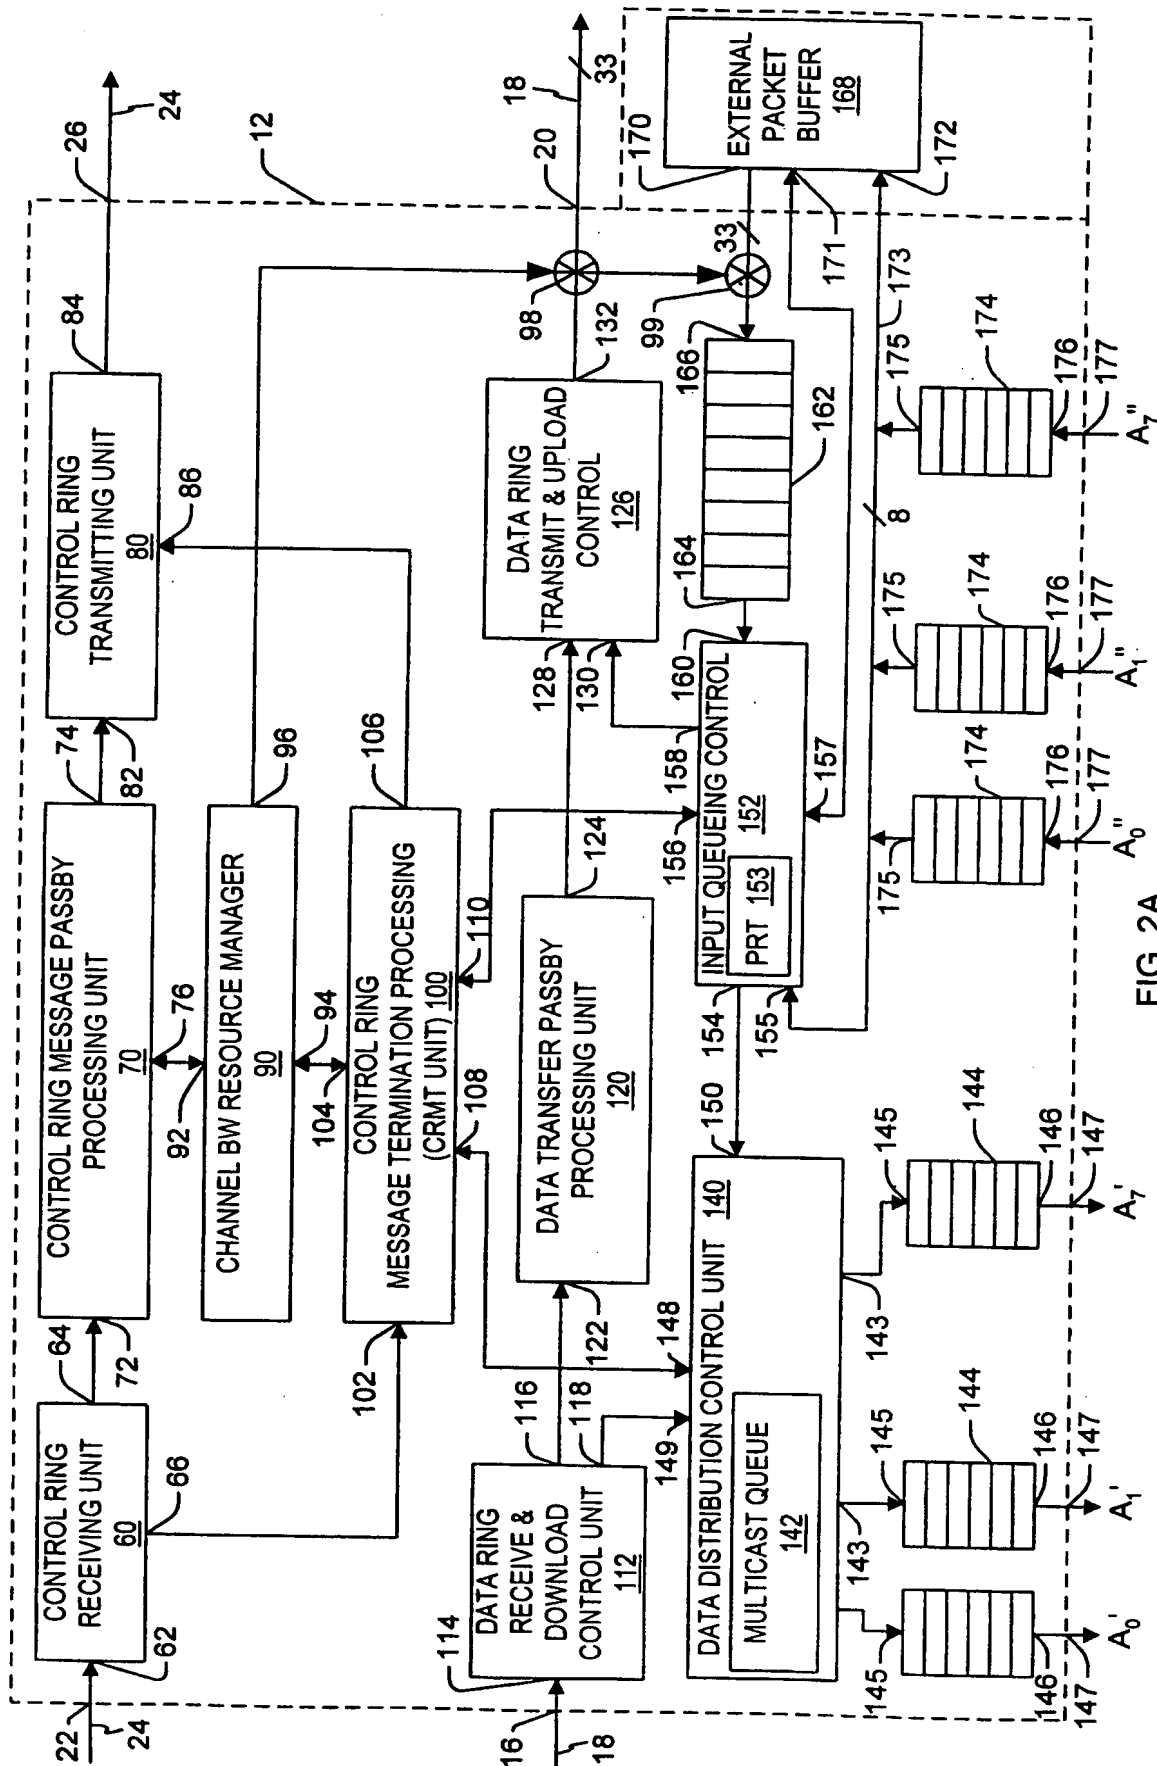 22
24
62
CONTROL RING
RECEIVING UNIT
60
64
66
72
CONTROL RING MESSAGE PASSBY
PROCESSING UNIT
70
74
76
82
CONTROL RING
TRANSMITTING UNIT
80
84
86
26
24
12
92
CHANNEL BW RESOURCE MANAGER
90
94
96
102
104
CONTROL RING
MESSAGE TERMINATION PROCESSING
(CRMT UNIT) 100
106
108
110
16
18
114
DATA RING
RECEIVE &
DOWNLOAD
CONTROL UNIT
112
116
118
122
DATA TRANSFER PASSBY
PROCESSING UNIT
120
124
128
130
DATA RING
TRANSMIT & UPLOAD
CONTROL
126
132
98
20
18
33
149
148
DATA DISTRIBUTION CONTROL UNIT 140
MULTICAST QUEUE
142
150
154
155
156
158
INPUT QUEUEING CONTROL
152
PRT 153
157
160
164
162
166
99
33
170
EXTERNAL
PACKET
BUFFER
168
171
172
173
8
143
143
145
145
145
144
144
146
146
146
147
147
147
A0'
A1'
A7'
175
175
175
174
174
174
176
176
176
177
177
177
A0''
A1''
A7''
FIG. 2A